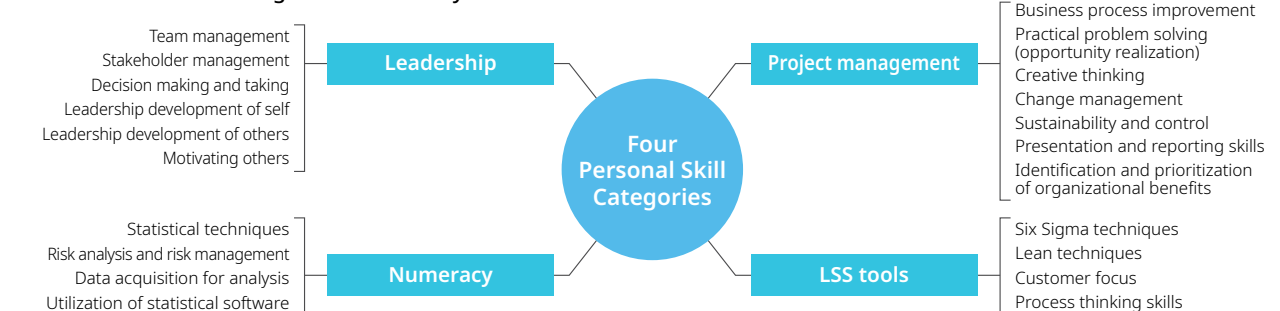 Team management
Stakeholder management
Decision making and taking
Leadership development of self
Leadership development of others
Motivating others
Leadership
Project management
Business process improvement
Practical problem solving
(opportunity realization)
Creative thinking
Change management
Sustainability and control
Presentation and reporting skills
Identification and prioritization
of organizational benefits
Four
Personal Skill
Categories
Statistical techniques
Risk analysis and risk management
Data acquisition for analysis
Utilization of statistical software
Numeracy
LSS tools
Six Sigma techniques
Lean techniques
Customer focus
Process thinking skills